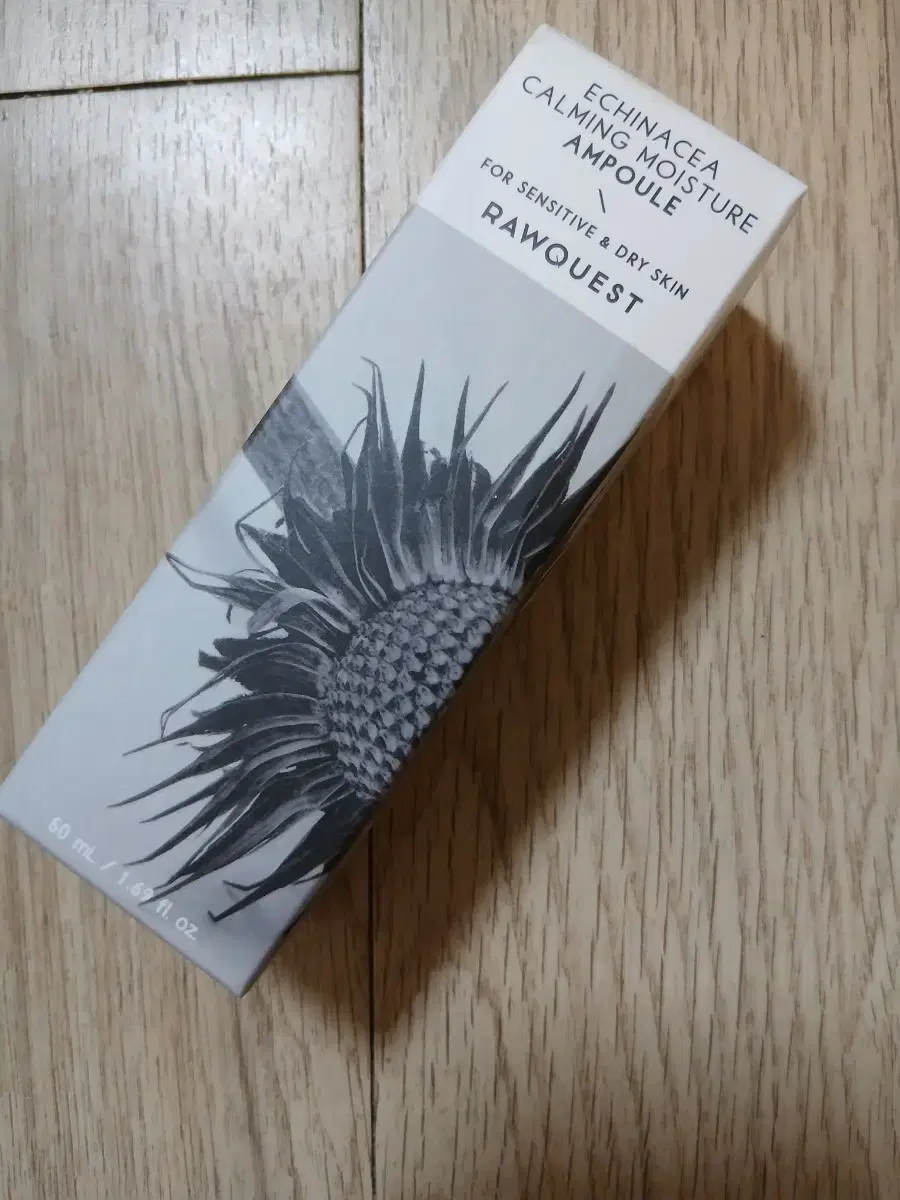 ECHINACEA
CALMING MOISTURE
AMPOULE
\
FOR SENSITIVE & DRY SKIN
RAWQUEST
50 mL / 1.69 fl. oz.